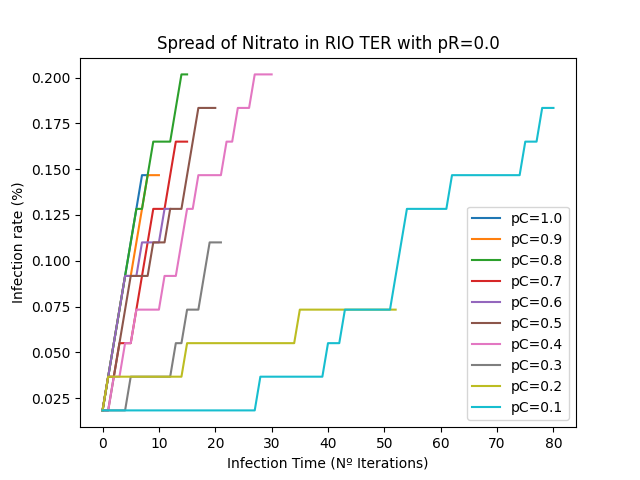 Spread of Nitrato in RIO TER with pR=0.0
Infection rate (%)
0.200
0.175
0.150
0.125
0.100
0.075
0.050
0.025
pC=1.0
pC=0.9
pC=0.8
pC=0.7
pC=0.6
pC=0.5
pC=0.4
pC=0.3
pC=0.2
pC=0.1
0 10 20 30 40 50 60 70 80
Infection Time (Nº Iterations)